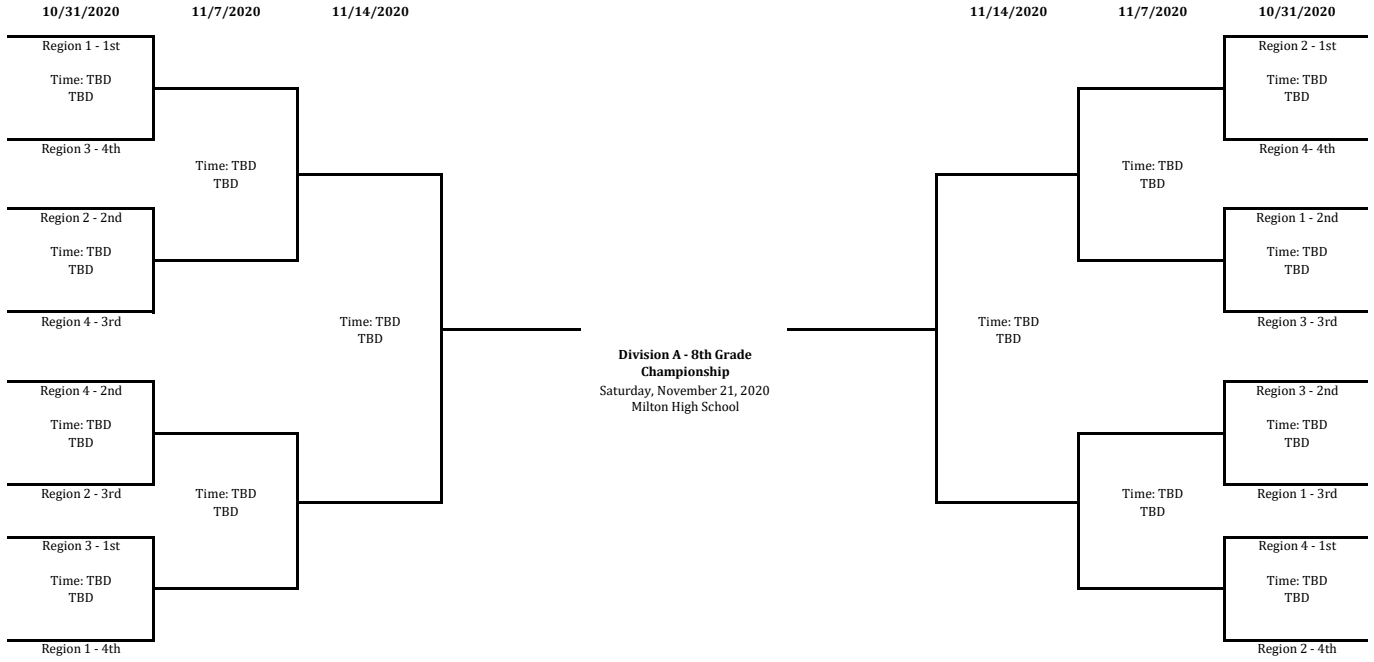 10/31/2020
11/7/2020
11/14/2020
11/14/2020
11/7/2020
10/31/2020
Region 1 - 1st
Time: TBD
TBD
Region 3 - 4th
Time: TBD
TBD
Region 2 - 2nd
Time: TBD
TBD
Region 4 - 3rd
Time: TBD
TBD
Region 4 - 2nd
Time: TBD
TBD
Region 2 - 3rd
Time: TBD
TBD
Region 3 - 1st
Time: TBD
TBD
Region 1 - 4th
Division A - 8th Grade
Championship
Saturday, November 21, 2020
Milton High School
Region 2 - 1st
Time: TBD
TBD
Region 4- 4th
Time: TBD
TBD
Region 1 - 2nd
Time: TBD
TBD
Region 3 - 3rd
Time: TBD
TBD
Region 3 - 2nd
Time: TBD
TBD
Region 1 - 3rd
Time: TBD
TBD
Region 4 - 1st
Time: TBD
TBD
Region 2 - 4th